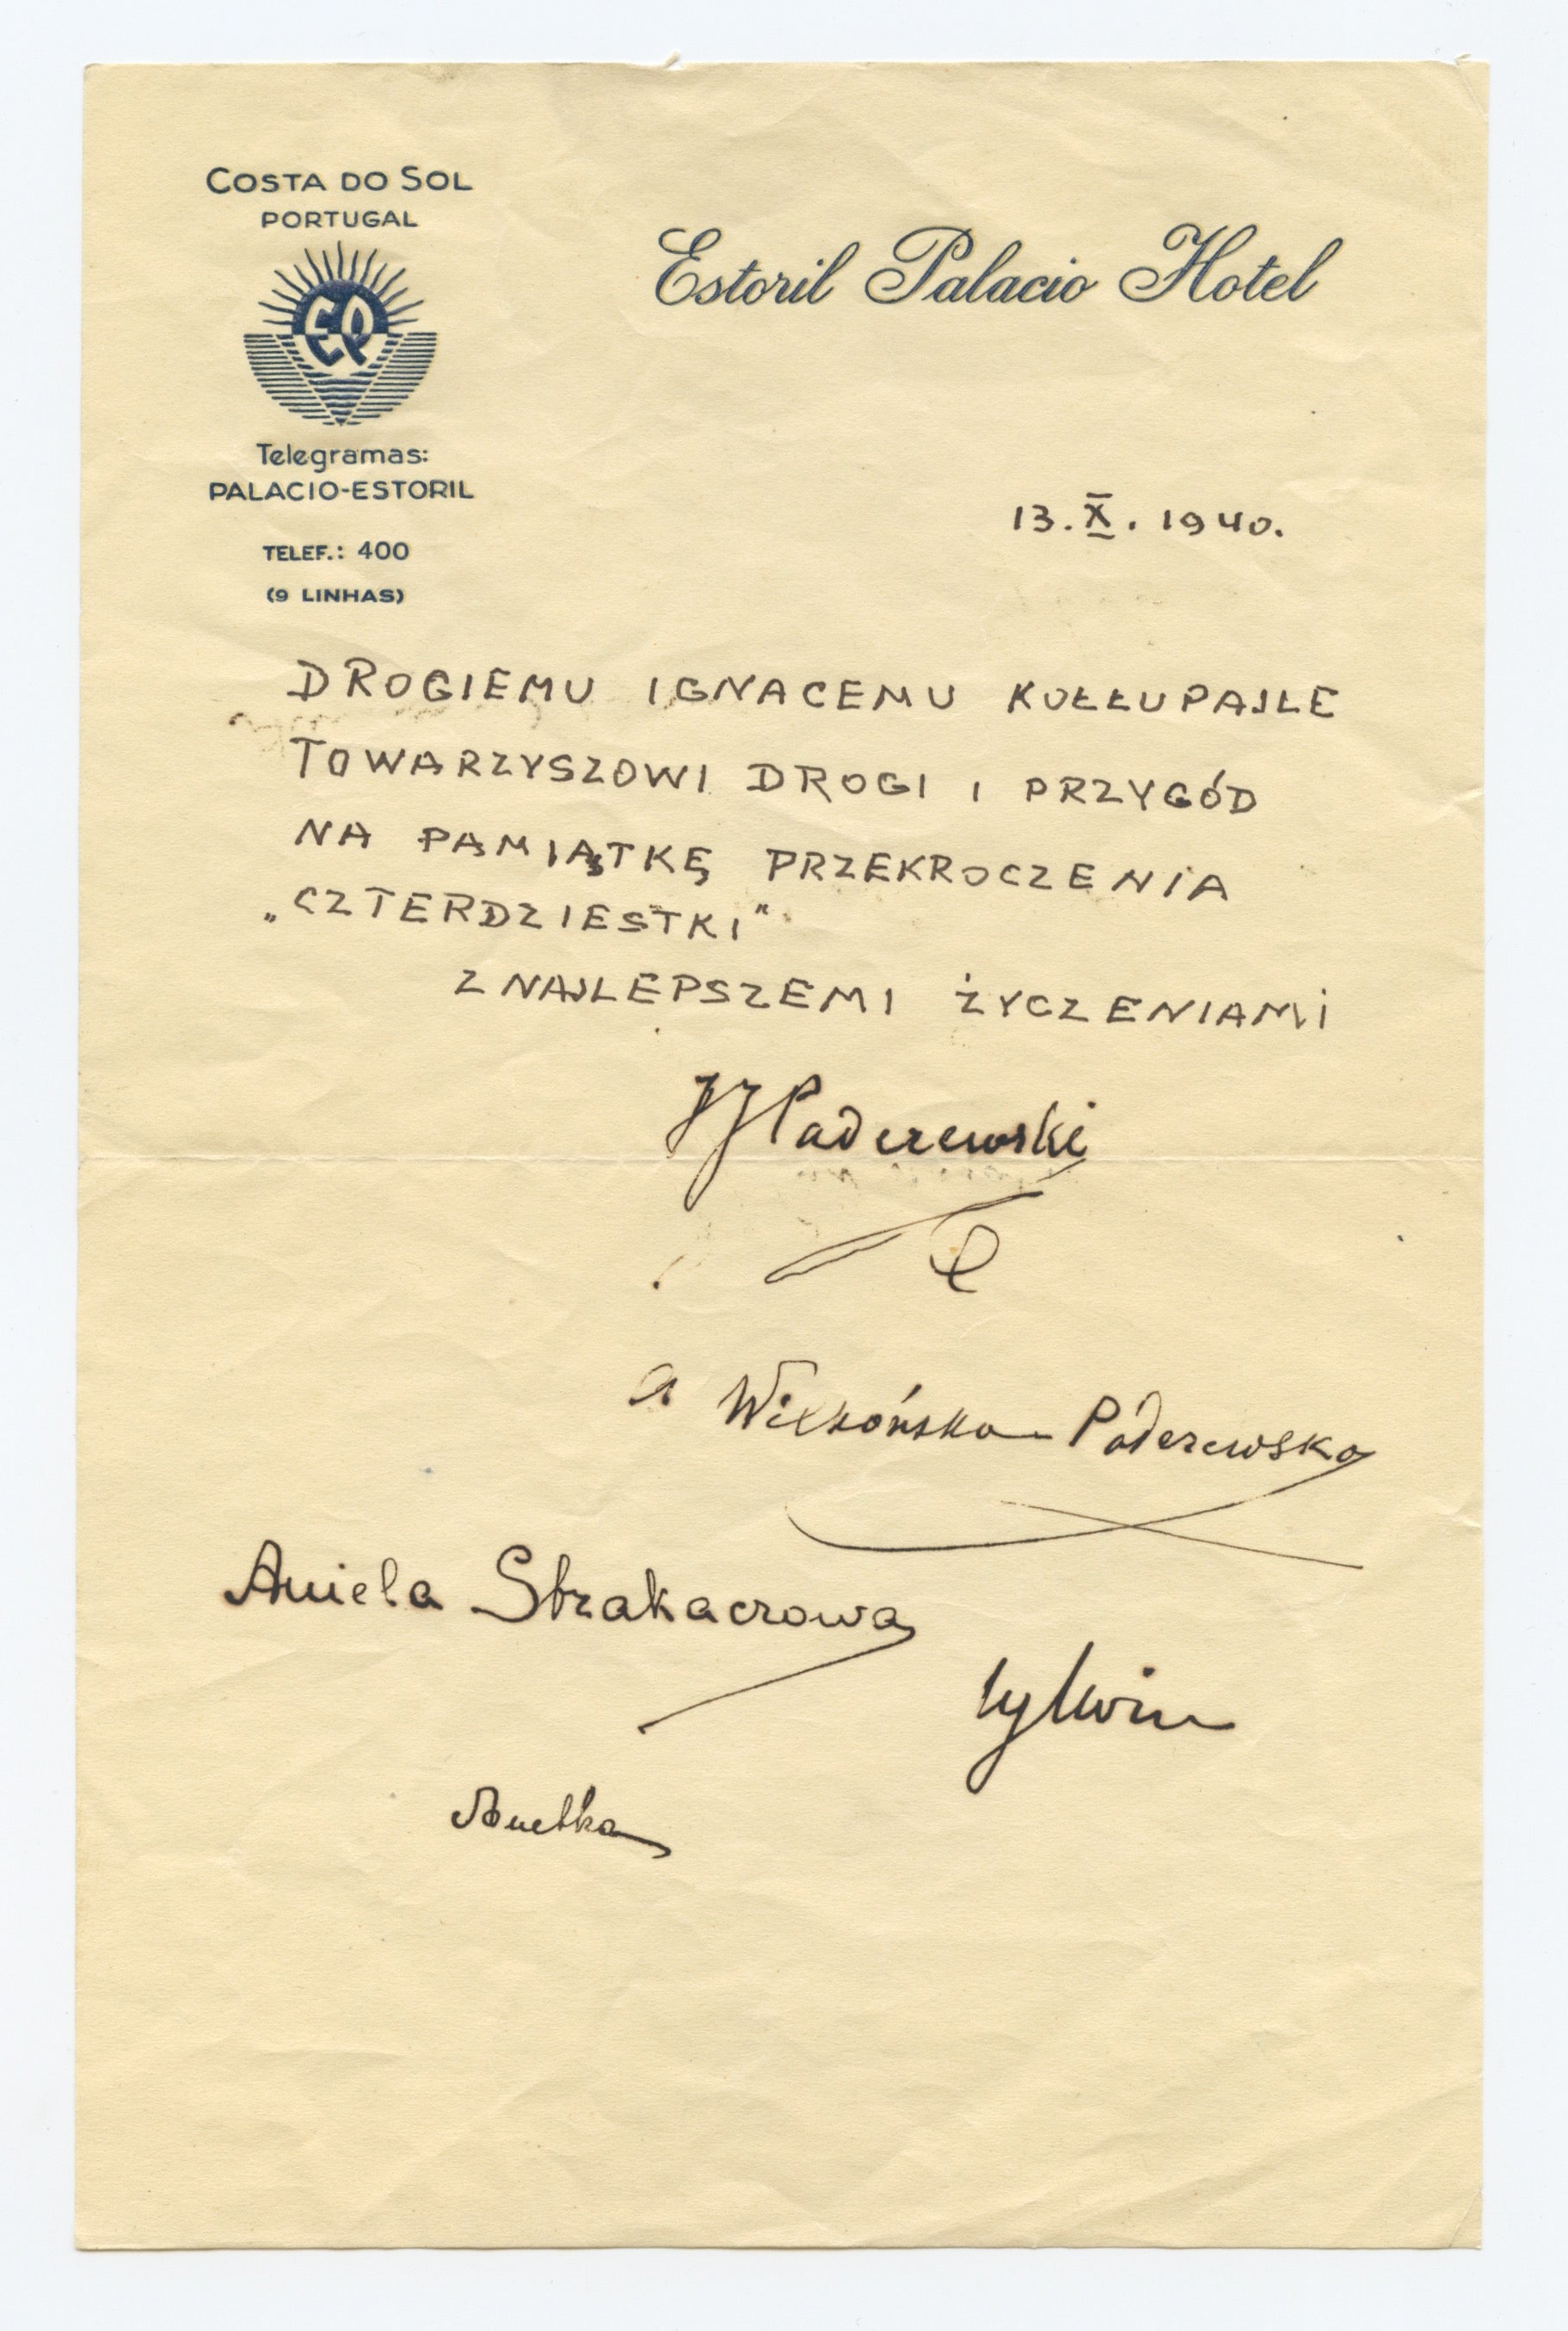 COSTA DO SOL
PORTUGAL
EP
Estoril Palacio Hotel
Telegramas:
PALACIO-ESTORIL
TELEF.: 400
(9 LINHAS)
13.X.1940.
DROGIEMU IGNACEMU KOŁŁUPAJLE
TOWARZYSZOWI DROGI I PRZYGÓD
NA PAMIĄTKĘ PRZEKROCZENIA
„CZTERDZIESTKI"
Z NAJLEPSZEMI ŻYCZENIAMI
IJPaderewski
A Wilkońska-Paderewska
Aniela Strakaczowa
Sylwin
Anetka